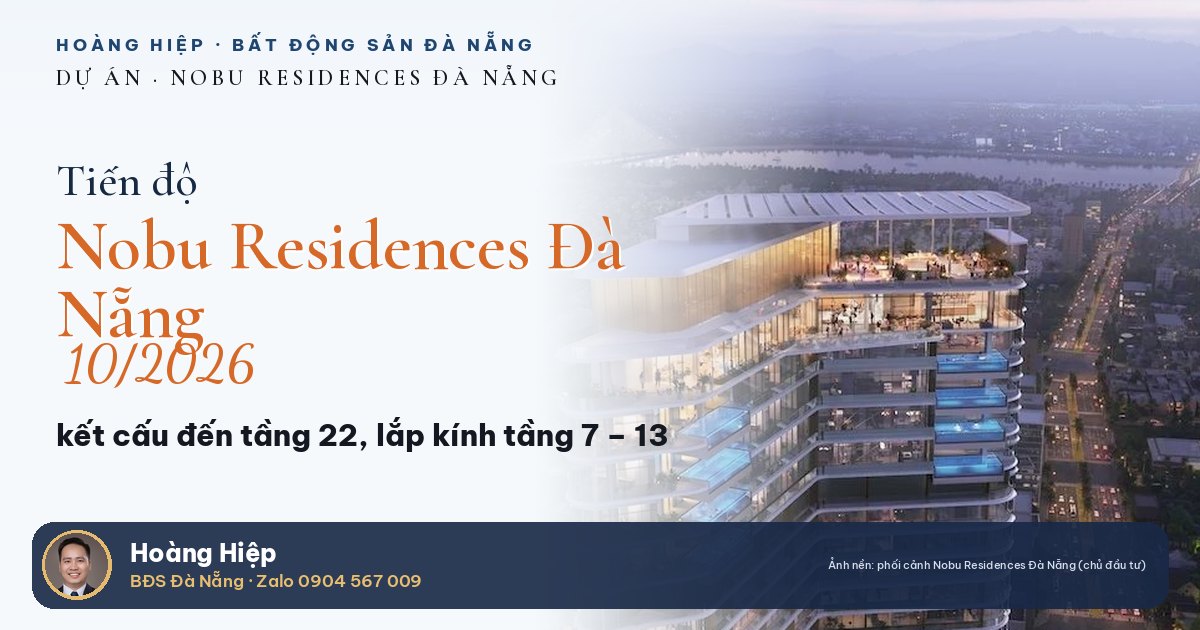 HOÀNG HIỆP · BẤT ĐỘNG SẢN ĐÀ NẴNG
DỰ ÁN · NOBU RESIDENCES ĐÀ NẴNG
Tiến độ
Nobu Residences Đà
Nẵng
10/2026
kết cấu đến tầng 22, lắp kính tầng 7 – 13
Hoàng Hiệp
BĐS Đà Nẵng · Zalo 0904 567 009
Ảnh nền: phối cảnh Nobu Residences Đà Nẵng (chủ đầu tư)